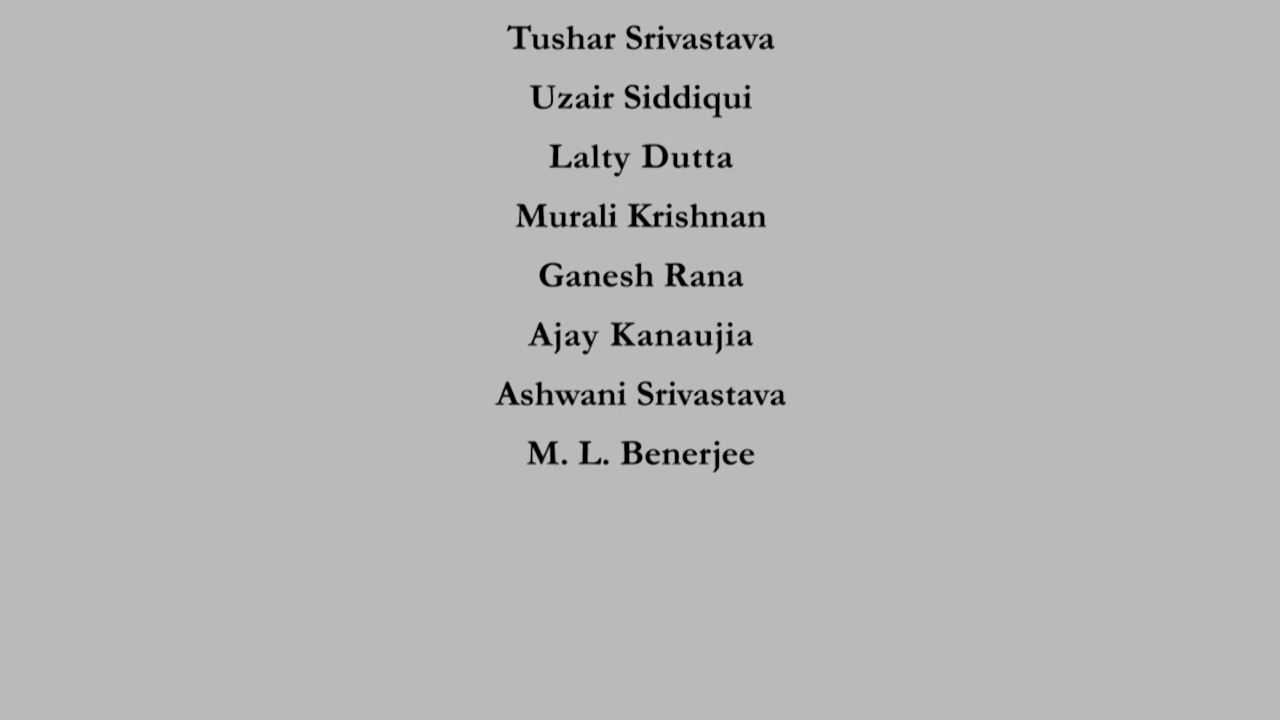 Tushar Srivastava
Uzair Siddiqui
Lalty Dutta
Murali Krishnan
Ganesh Rana
Ajay Kanaujia
Ashwani Srivastava
M. L. Benerjee